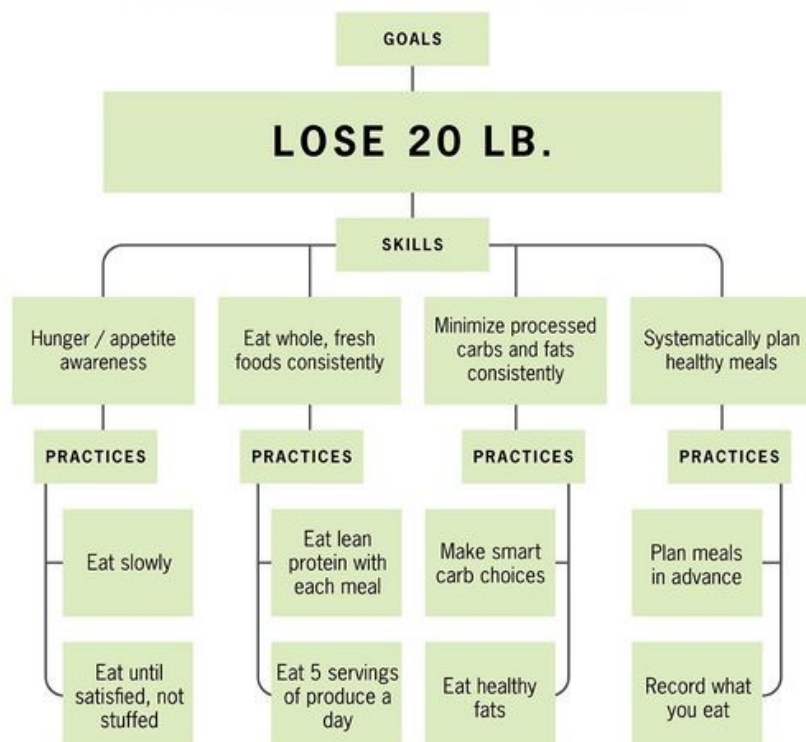 GOALS
LOSE 20 LB.
SKILLS
Hunger / appetite
awareness
Eat whole, fresh
foods consistently
Minimize processed
carbs and fats
consistently
Systematically plan
healthy meals
PRACTICES
PRACTICES
PRACTICES
PRACTICES
Eat slowly
Eat lean
protein with
each meal
Make smart
carb choices
Plan meals
in advance
Eat until
satisfied, not
stuffed
Eat 5 servings
of produce a
day
Eat healthy
fats
Record what
you eat